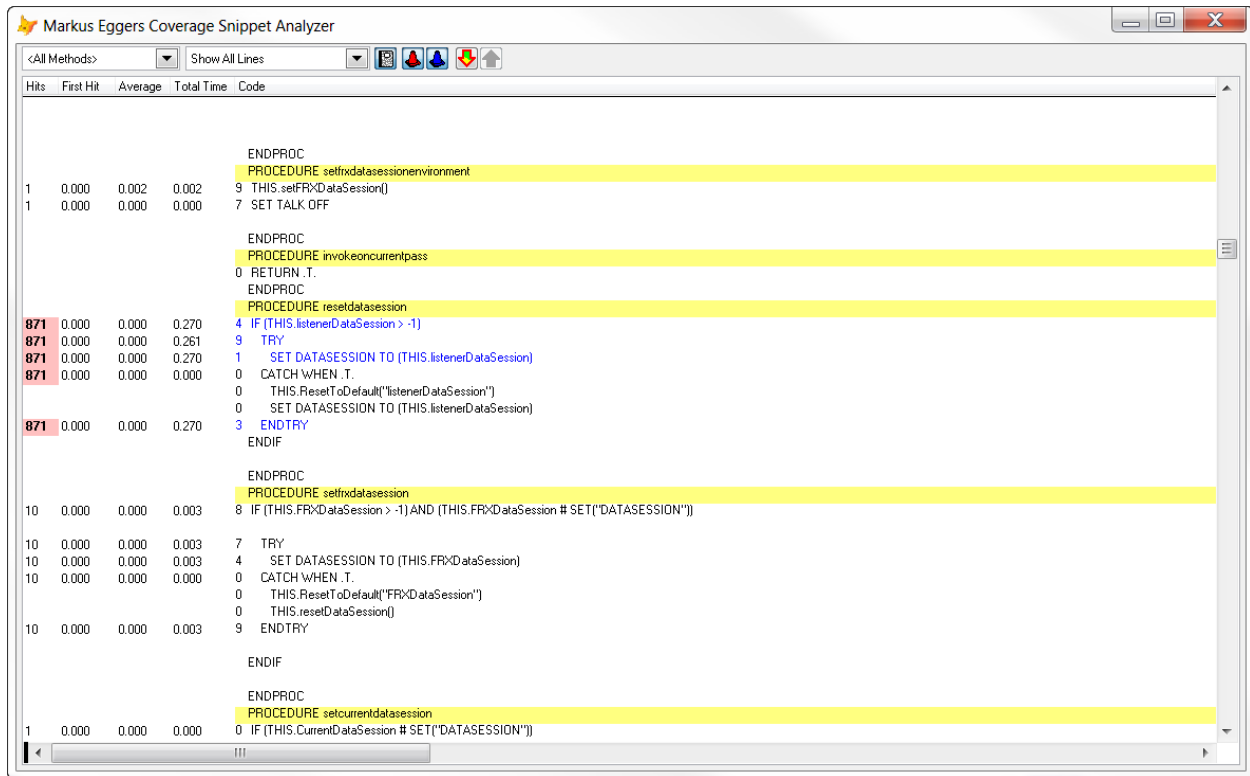 Markus Eggers Coverage Snippet Analyzer
<All Methods> Show All Lines
Hits First Hit Average Total Time Code
ENDPROC
PROCEDURE setfrxdatasessionenvironment
1 0.000 0.002 0.002 9 THIS.setFRXDataSession()
1 0.000 0.000 0.000 7 SET TALK OFF
ENDPROC
PROCEDURE invokeoncurrentpass
0 RETURN .T.
ENDPROC
PROCEDURE resetdatasession
871 0.000 0.000 0.270 4 IF (THIS.listenerDataSession > -1)
871 0.000 0.000 0.261 9 TRY
871 0.000 0.000 0.270 1 SET DATASESSION TO (THIS.listenerDataSession)
871 0.000 0.000 0.000 0 CATCH WHEN .T.
0 THIS.ResetToDefault("listenerDataSession")
0 SET DATASESSION TO (THIS.listenerDataSession)
871 0.000 0.000 0.270 3 ENDTRY
ENDIF
ENDPROC
PROCEDURE setfrxdatasession
10 0.000 0.000 0.003 8 IF (THIS.FRXDataSession > -1) AND (THIS.FRXDataSession # SET("DATASESSION"))
10 0.000 0.000 0.003 7 TRY
10 0.000 0.000 0.003 4 SET DATASESSION TO (THIS.FRXDataSession)
10 0.000 0.000 0.000 0 CATCH WHEN .T.
0 THIS.ResetToDefault("FRXDataSession")
0 THIS.resetDataSession()
10 0.000 0.000 0.003 9 ENDTRY
ENDIF
ENDPROC
PROCEDURE setcurrentdatasession
1 0.000 0.000 0.000 0 IF (THIS.CurrentDataSession # SET("DATASESSION"))